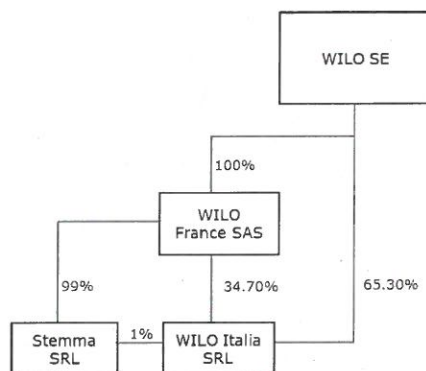 WILO SE
100%
WILO
France SAS
99%
34.70%
65.30%
Stemma
SRL
1%
WILO Italia
SRL